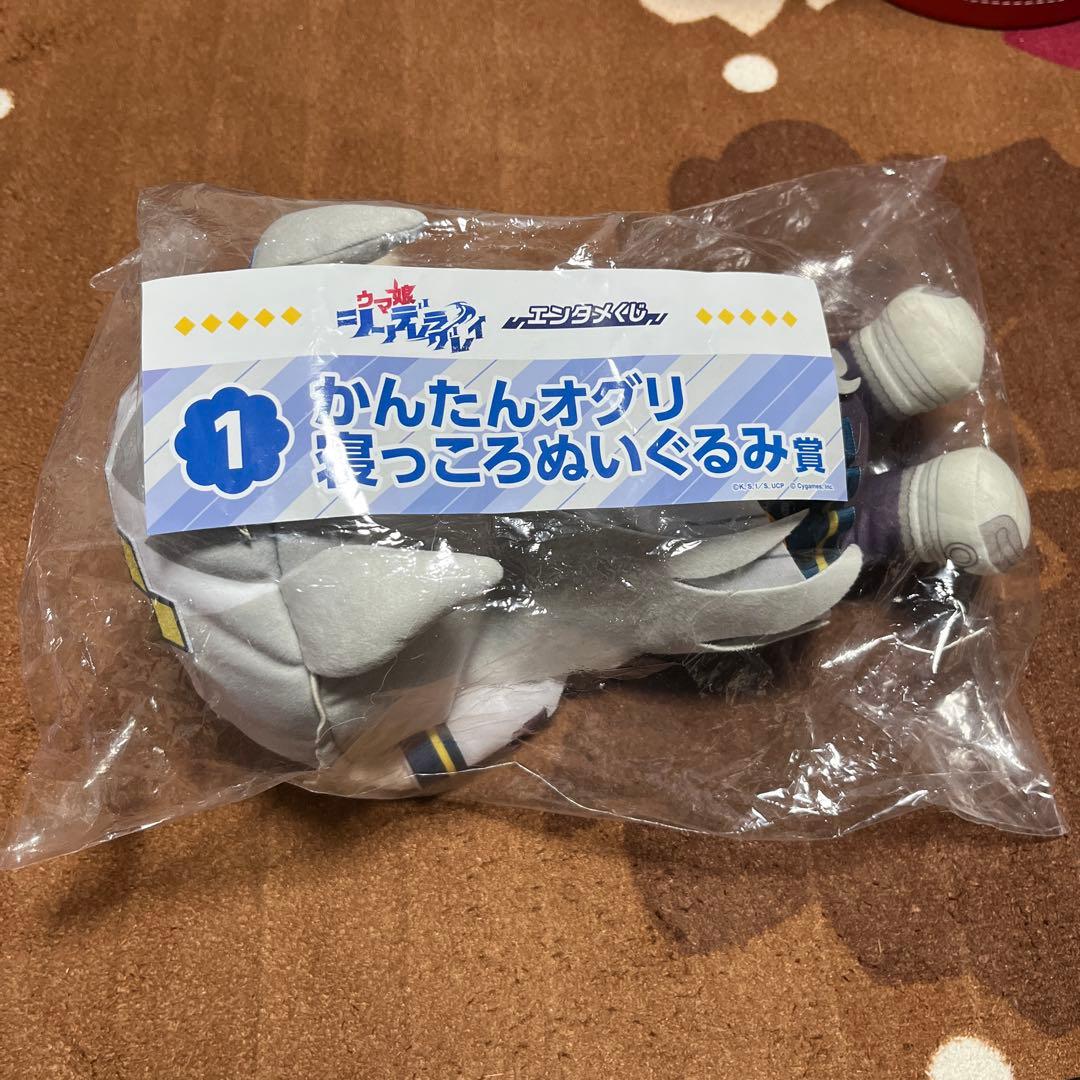 ウマ娘
シンデレラグレイ
エンタメくじ
1
かんたんオグリ
寝っころぬいぐるみ賞
©K, S, I/S, UCP © Cygames, Inc.